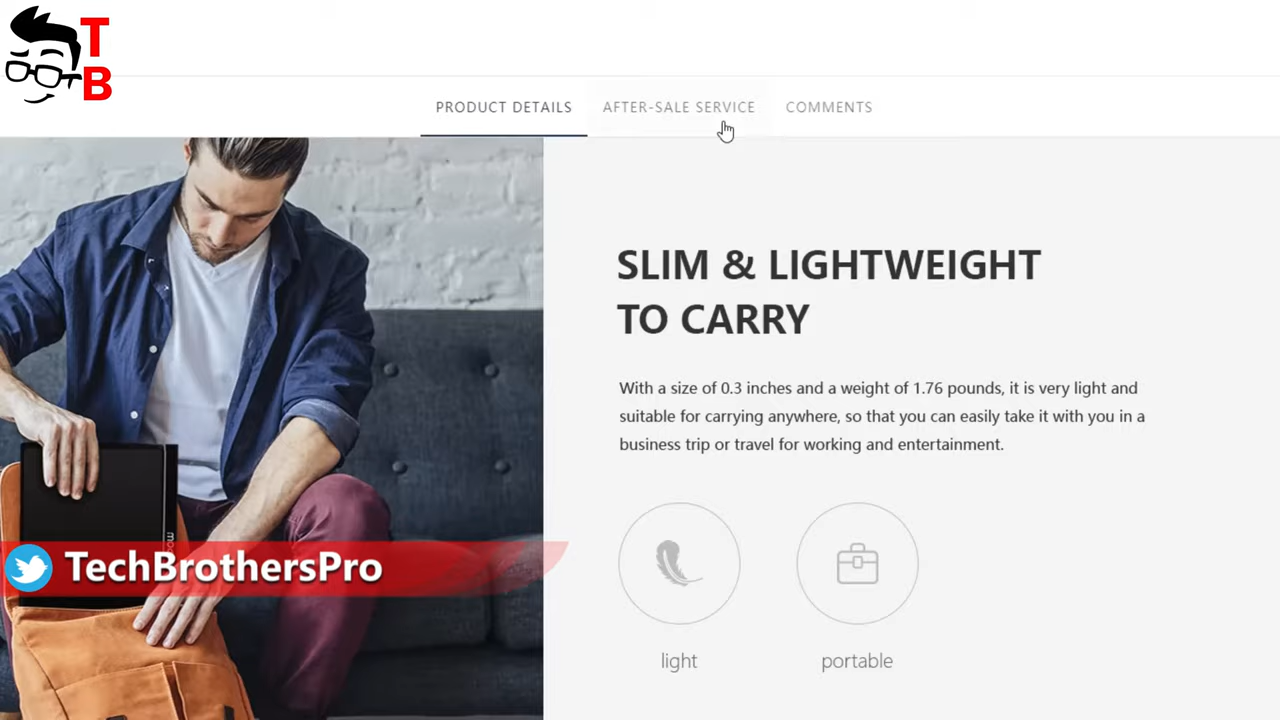 T
B
PRODUCT DETAILS
AFTER-SALE SERVICE
COMMENTS
SLIM & LIGHTWEIGHT
TO CARRY
With a size of 0.3 inches and a weight of 1.76 pounds, it is very light and
suitable for carrying anywhere, so that you can easily take it with you in a
business trip or travel for working and entertainment.
TechBrothersPro
light
portable